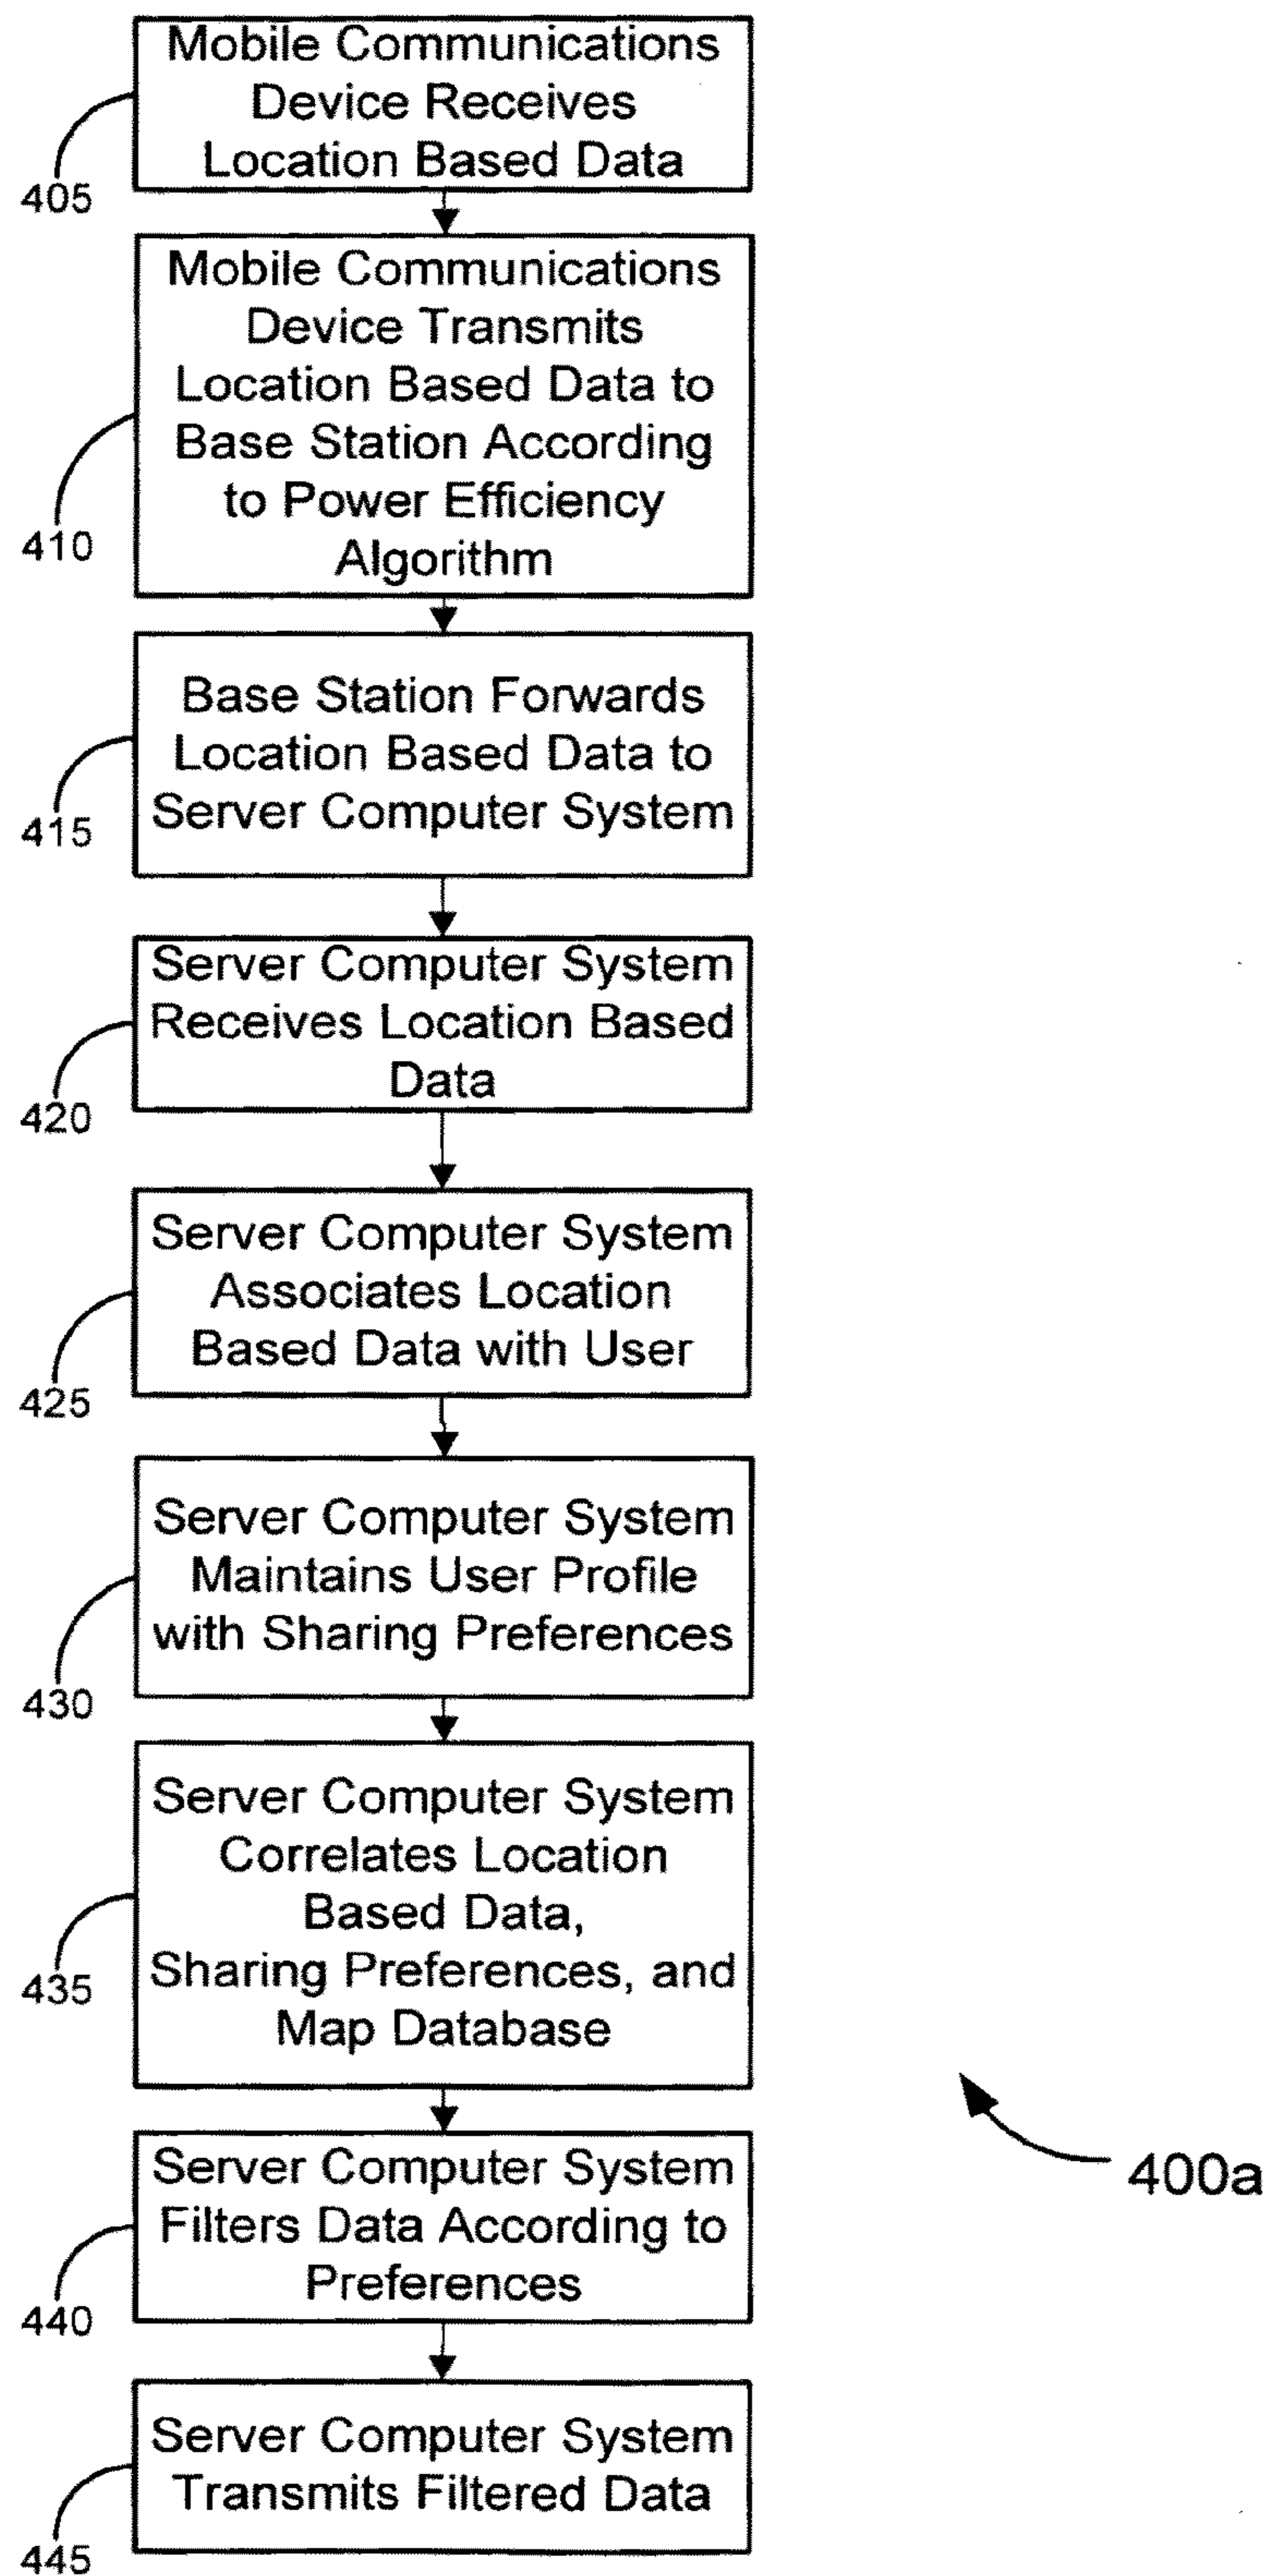 Mobile Communications
Device Receives
Location Based Data
405
Mobile Communications
Device Transmits
Location Based Data to
Base Station According
to Power Efficiency
Algorithm
410
Base Station Forwards
Location Based Data to
Server Computer System
415
Server Computer System
Receives Location Based
Data
420
Server Computer System
Associates Location
Based Data with User
425
Server Computer System
Maintains User Profile
with Sharing Preferences
430
Server Computer System
Correlates Location
Based Data,
Sharing Preferences, and
Map Database
435
400a
Server Computer System
Filters Data According to
Preferences
440
Server Computer System
Transmits Filtered Data
445